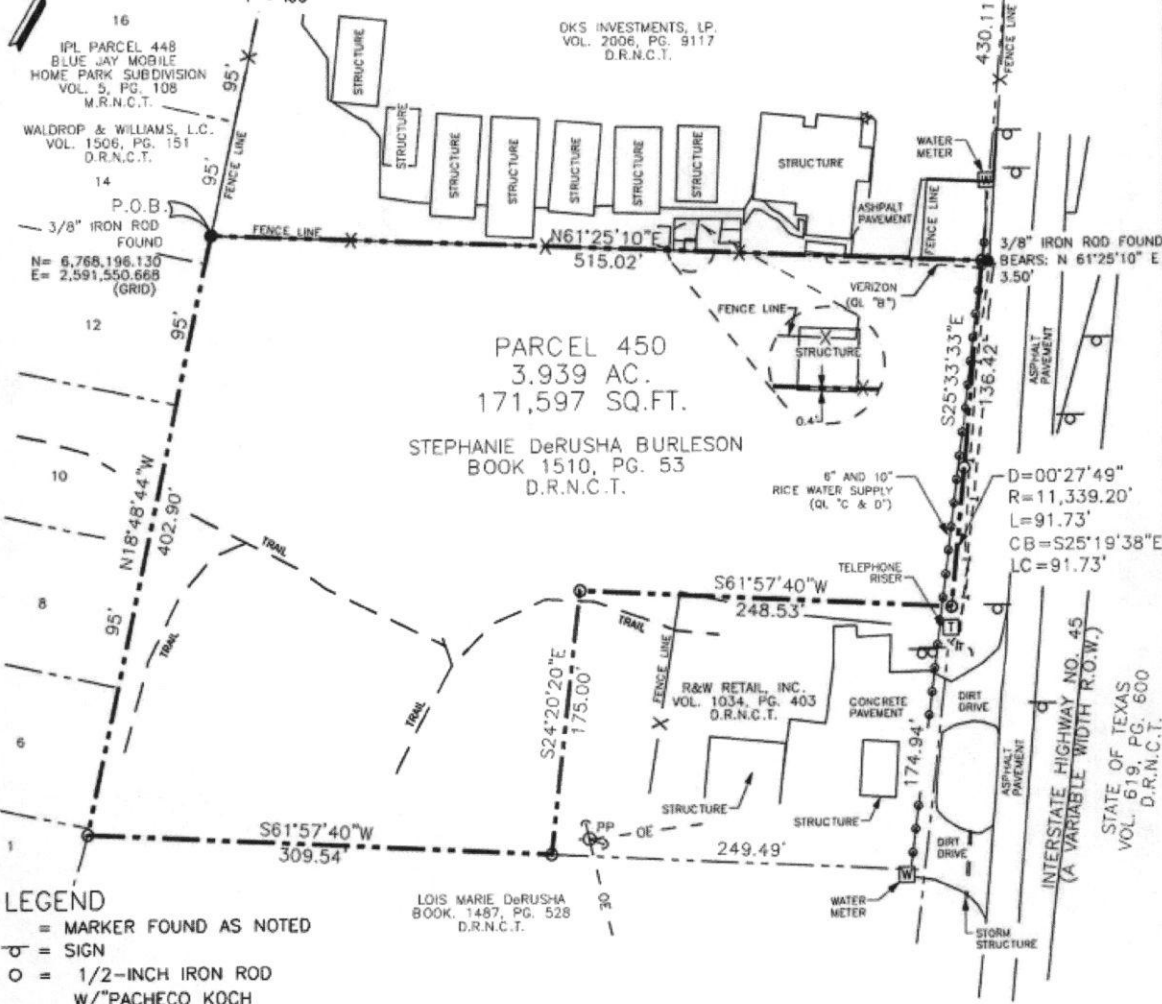 16
IPL PARCEL 448
BLUE JAY MOBILE
HOME PARK SUBDIVISION
VOL. 5, PG. 108
M.R.N.C.T.
WALDROP & WILLIAMS, L.C.
VOL. 1506, PG. 151
D.R.N.C.T.
14
P.O.B.
3/8" IRON ROD
FOUND
N= 6,768,196.130
E= 2,591,550.668
(GRID)
12
10
8
6
1
95'
95'
95'
95'
FENCE LINE
DKS INVESTMENTS, LP.
VOL. 2006, PG. 9117
D.R.N.C.T.
STRUCTURE
STRUCTURE
STRUCTURE
STRUCTURE
STRUCTURE
STRUCTURE
STRUCTURE
STRUCTURE
ASHPALT
PAVEMENT
FENCE LINE
WATER
METER
W
430.11
FENCE LINE
FENCE LINE
N61°25'10"E
515.02'
3/8" IRON ROD FOUND
BEARS: N 61°25'10" E
3.50'
VERIZON
(QL "B")
FENCE LINE
STRUCTURE
0.4'
PARCEL 450
3.939 AC.
171,597 SQ.FT.
STEPHANIE DeRUSHA BURLESON
BOOK 1510, PG. 53
D.R.N.C.T.
S25°33'33"E
136.42'
ASPHALT
PAVEMENT
6" AND 10"
RICE WATER SUPPLY
(QL "C & D")
D=00°27'49"
R=11,339.20'
L=91.73'
CB=S25°19'38"E
LC=91.73'
TELEPHONE
RISER
T
N18°48'44"W
402.90'
TRAIL
TRAIL
TRAIL
TRAIL
S61°57'40"W
248.53'
S24°20'20"E
175.00'
FENCE LINE
R&W RETAIL, INC.
VOL. 1034, PG. 403
D.R.N.C.T.
CONCRETE
PAVEMENT
DIRT
DRIVE
174.94'
STRUCTURE
STRUCTURE
DIRT
DRIVE
ASPHALT
PAVEMENT
INTERSTATE HIGHWAY NO. 45
(A VARIABLE WIDTH R.O.W.)
STATE OF TEXAS
VOL. 619, PG. 600
D.R.N.C.T.
S61°57'40"W
309.54'
PP
OE
OE
249.49'
W
WATER
METER
STORM
STRUCTURE
LOIS MARIE DeRUSHA
BOOK. 1487, PG. 528
D.R.N.C.T.
LEGEND
= MARKER FOUND AS NOTED
= SIGN
= 1/2-INCH IRON ROD
W/"PACHECO KOCH